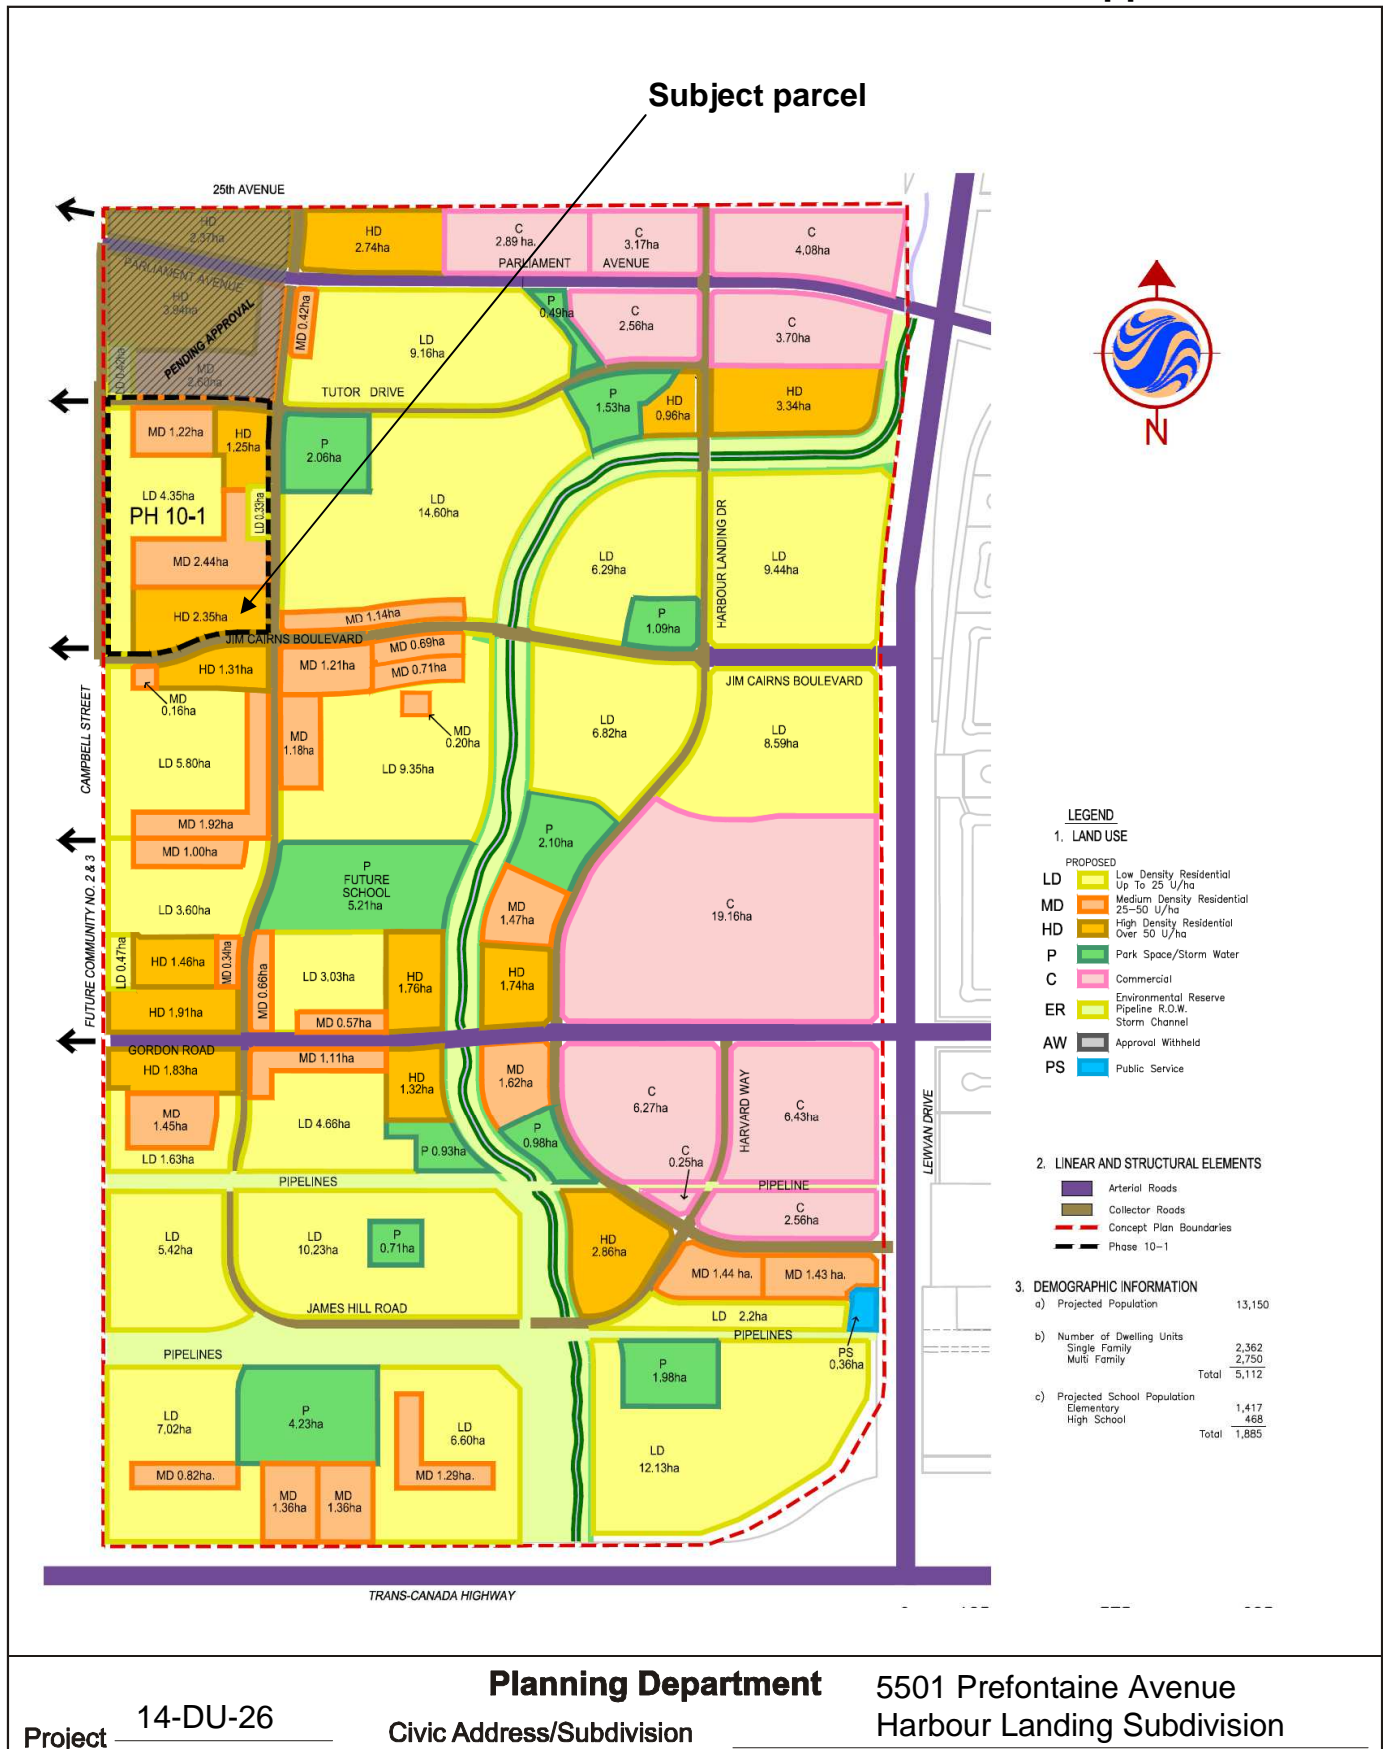 Subject parcel
25th AVENUE
HD
2.37ha
HD
2.74ha
C
2.89 ha.
C
3.17ha
C
4.08ha
PARLIAMENT AVENUE
PARLIAMENT AVENUE
HD
3.94ha
PENDING APPROVAL
LD 0.42ha
MD
2.60ha
MD 0.42ha
LD
9.16ha
P
0.49ha
C
2.56ha
C
3.70ha
TUTOR DRIVE
P
1.53ha
HD
0.96ha
HD
3.34ha
MD 1.22ha
HD
1.25ha
P
2.06ha
LD 4.35ha
PH 10-1
LD 0.33ha
LD
14.60ha
HARBOUR LANDING DR
MD 2.44ha
LD
6.29ha
LD
9.44ha
HD 2.35ha
MD 1.14ha
P
1.09ha
JIM CAIRNS BOULEVARD
HD 1.31ha
MD 1.21ha
MD 0.69ha
MD 0.71ha
JIM CAIRNS BOULEVARD
MD
0.16ha
MD
0.20ha
CAMPBELL STREET
LD 5.80ha
MD
1.18ha
LD 9.35ha
LD
6.82ha
LD
8.59ha
MD 1.92ha
MD 1.00ha
P
2.10ha
FUTURE COMMUNITY NO. 2 & 3
P
FUTURE
SCHOOL
5.21ha
LD 3.60ha
MD
1.47ha
C
19.16ha
LD 0.47ha
HD 1.46ha
MD 0.34ha
MD 0.66ha
LD 3.03ha
HD
1.76ha
HD
1.74ha
HD 1.91ha
MD 0.57ha
GORDON ROAD
HD 1.83ha
MD 1.11ha
HD
1.32ha
MD
1.62ha
C
6.27ha
HARVARD WAY
C
6.43ha
LEWVAN DRIVE
MD
1.45ha
LD 4.66ha
P 0.93ha
P
0.98ha
LD 1.63ha
C
0.25ha
PIPELINES
PIPELINE
C
2.56ha
LD
5.42ha
LD
10.23ha
P
0.71ha
HD
2.86ha
MD 1.44 ha.
MD 1.43 ha.
JAMES HILL ROAD
LD 2.2ha
PIPELINES
PIPELINES
PS
0.36ha
P
1.98ha
LD
7.02ha
P
4.23ha
LD
6.60ha
LD
12.13ha
MD 0.82ha.
MD
1.36ha
MD
1.36ha
MD 1.29ha.
TRANS-CANADA HIGHWAY
N
LEGEND
1. LAND USE
PROPOSED
LD Low Density Residential
Up To 25 U/ha
MD Medium Density Residential
25-50 U/ha
HD High Density Residential
Over 50 U/ha
P Park Space/Storm Water
C Commercial
ER Environmental Reserve
Pipeline R.O.W.
Storm Channel
AW Approval Withheld
PS Public Service
2. LINEAR AND STRUCTURAL ELEMENTS
Arterial Roads
Collector Roads
Concept Plan Boundaries
Phase 10-1
3. DEMOGRAPHIC INFORMATION
a) Projected Population 13,150
b) Number of Dwelling Units
Single Family 2,362
Multi Family 2,750
Total 5,112
c) Projected School Population
Elementary 1,417
High School 468
Total 1,885
Planning Department
5501 Prefontaine Avenue
Project 14-DU-26
Civic Address/Subdivision
Harbour Landing Subdivision